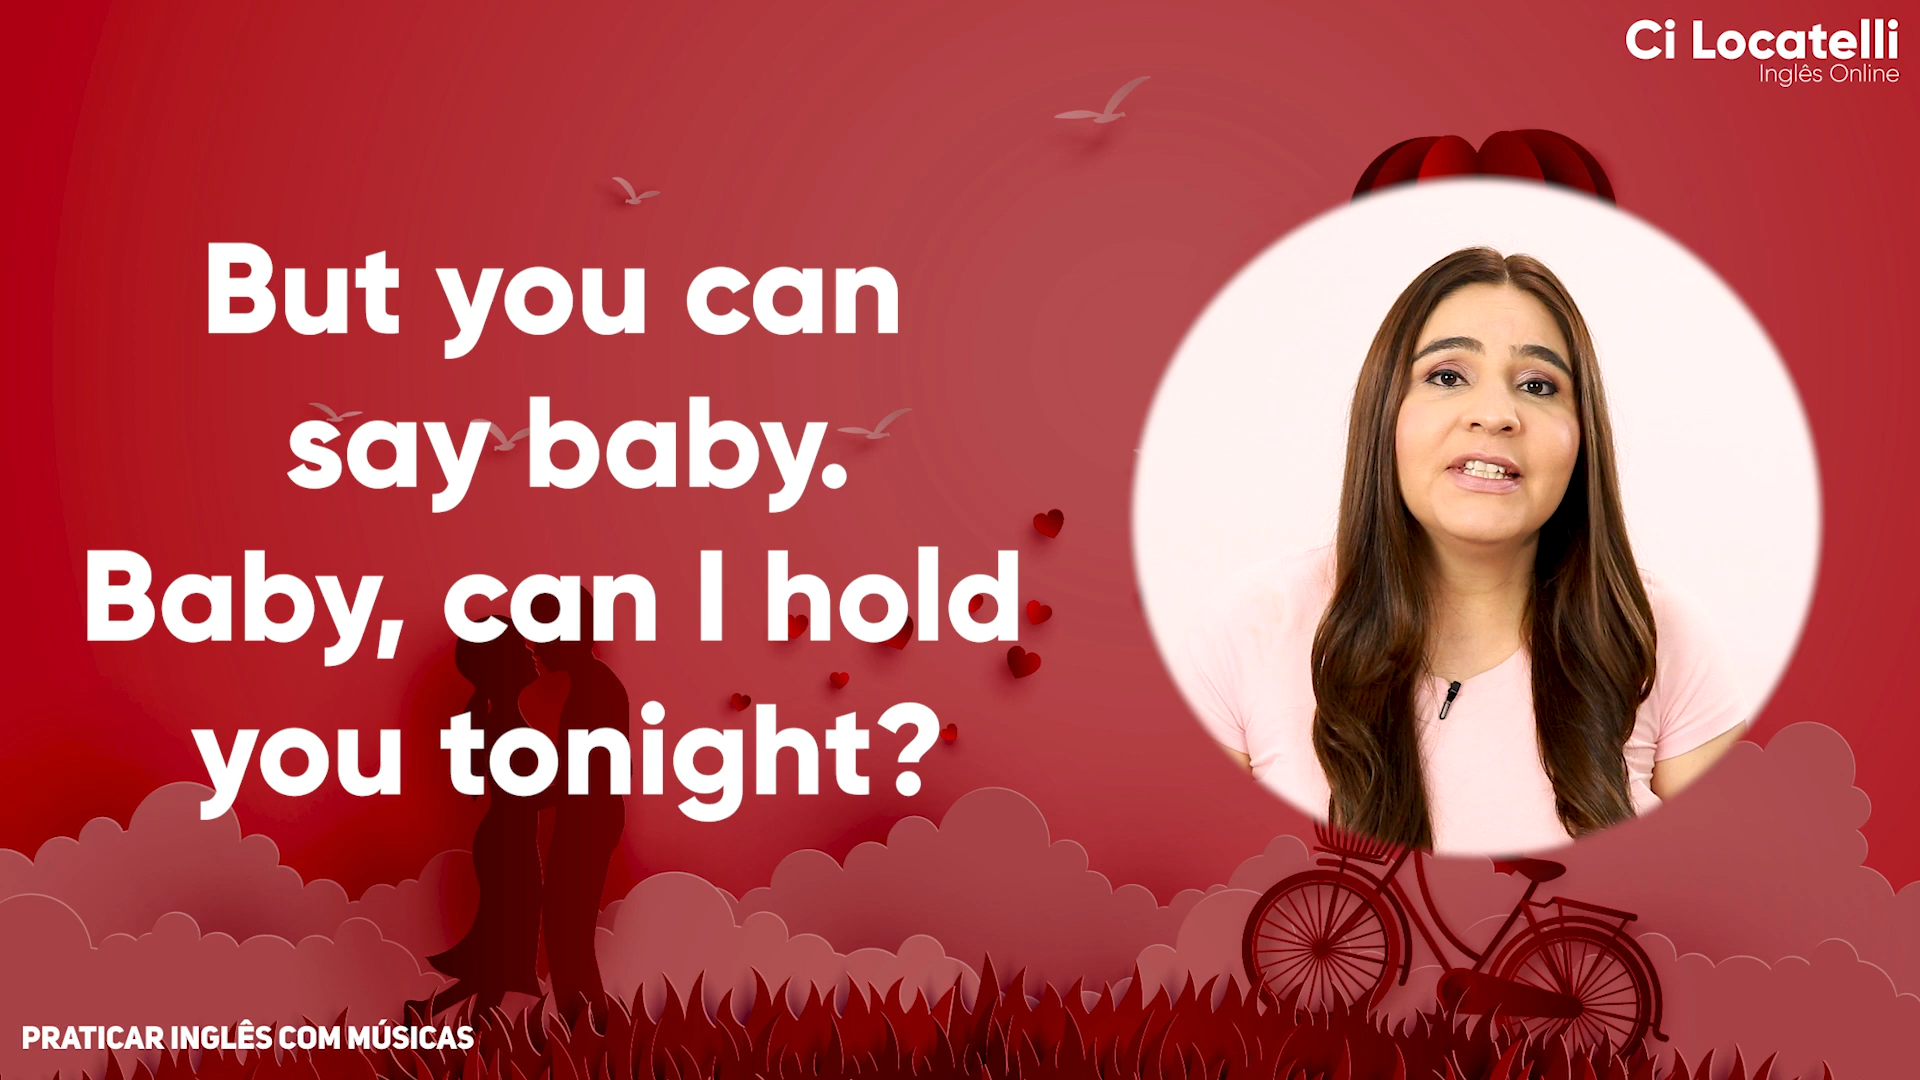 Ci Locatelli
Inglês Online
But you can
say baby.
Baby, can I hold
you tonight?
PRATICAR INGLÊS COM MÚSICAS